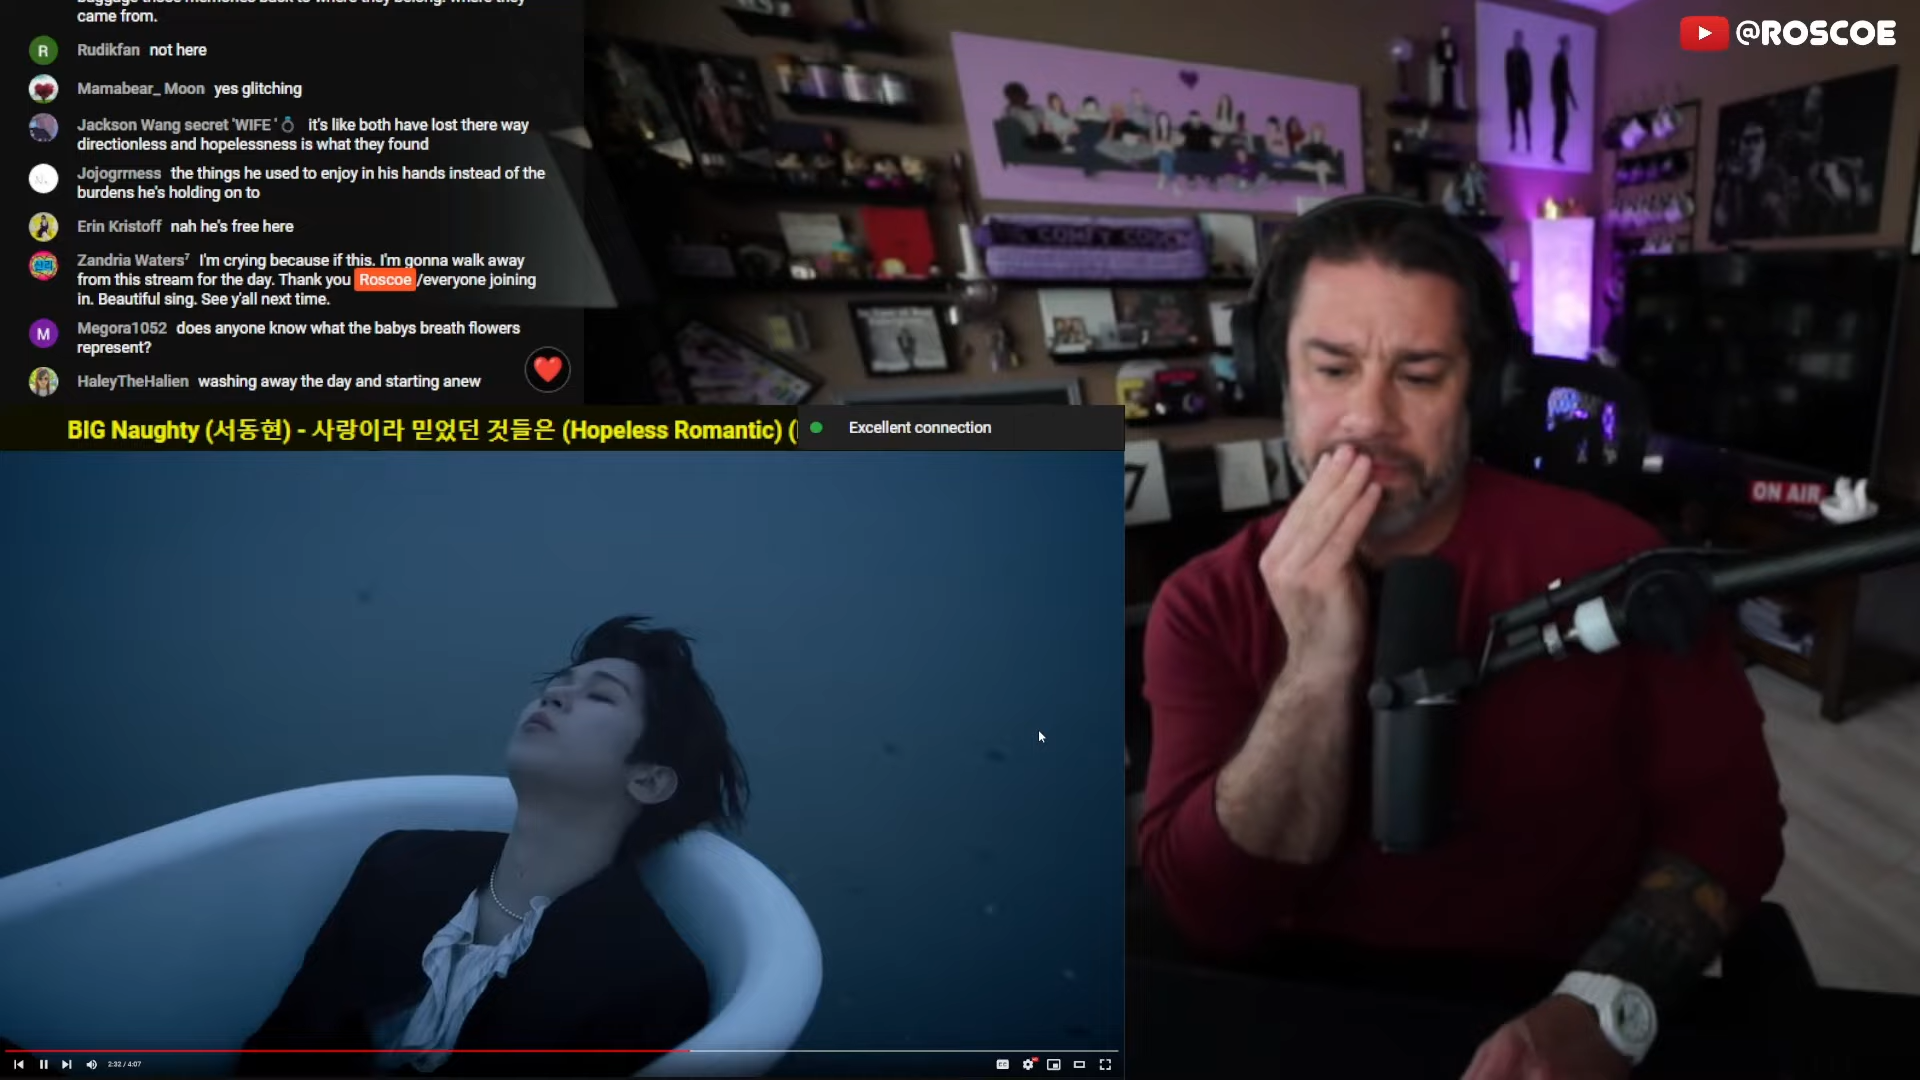 came from.
R Rudikfan not here
Mamabear_ Moon yes glitching
Jackson Wang secret 'WIFE ' it's like both have lost there way
directionless and hopelessness is what they found
Jojogrrness the things he used to enjoy in his hands instead of the
burdens he's holding on to
Erin Kristoff nah he's free here
Zandria Waters⁷ I'm crying because if this. I'm gonna walk away
from this stream for the day. Thank you Roscoe/everyone joining
in. Beautiful sing. See y'all next time.
M Megora1052 does anyone know what the babys breath flowers
represent?
HaleyTheHalien washing away the day and starting anew
BIG Naughty (서동현) - 사랑이라 믿었던 것들은 (Hopeless Romantic) (
Excellent connection
2:32 / 4:07
@ROSCOE
COMFY COUCH
ON AIR